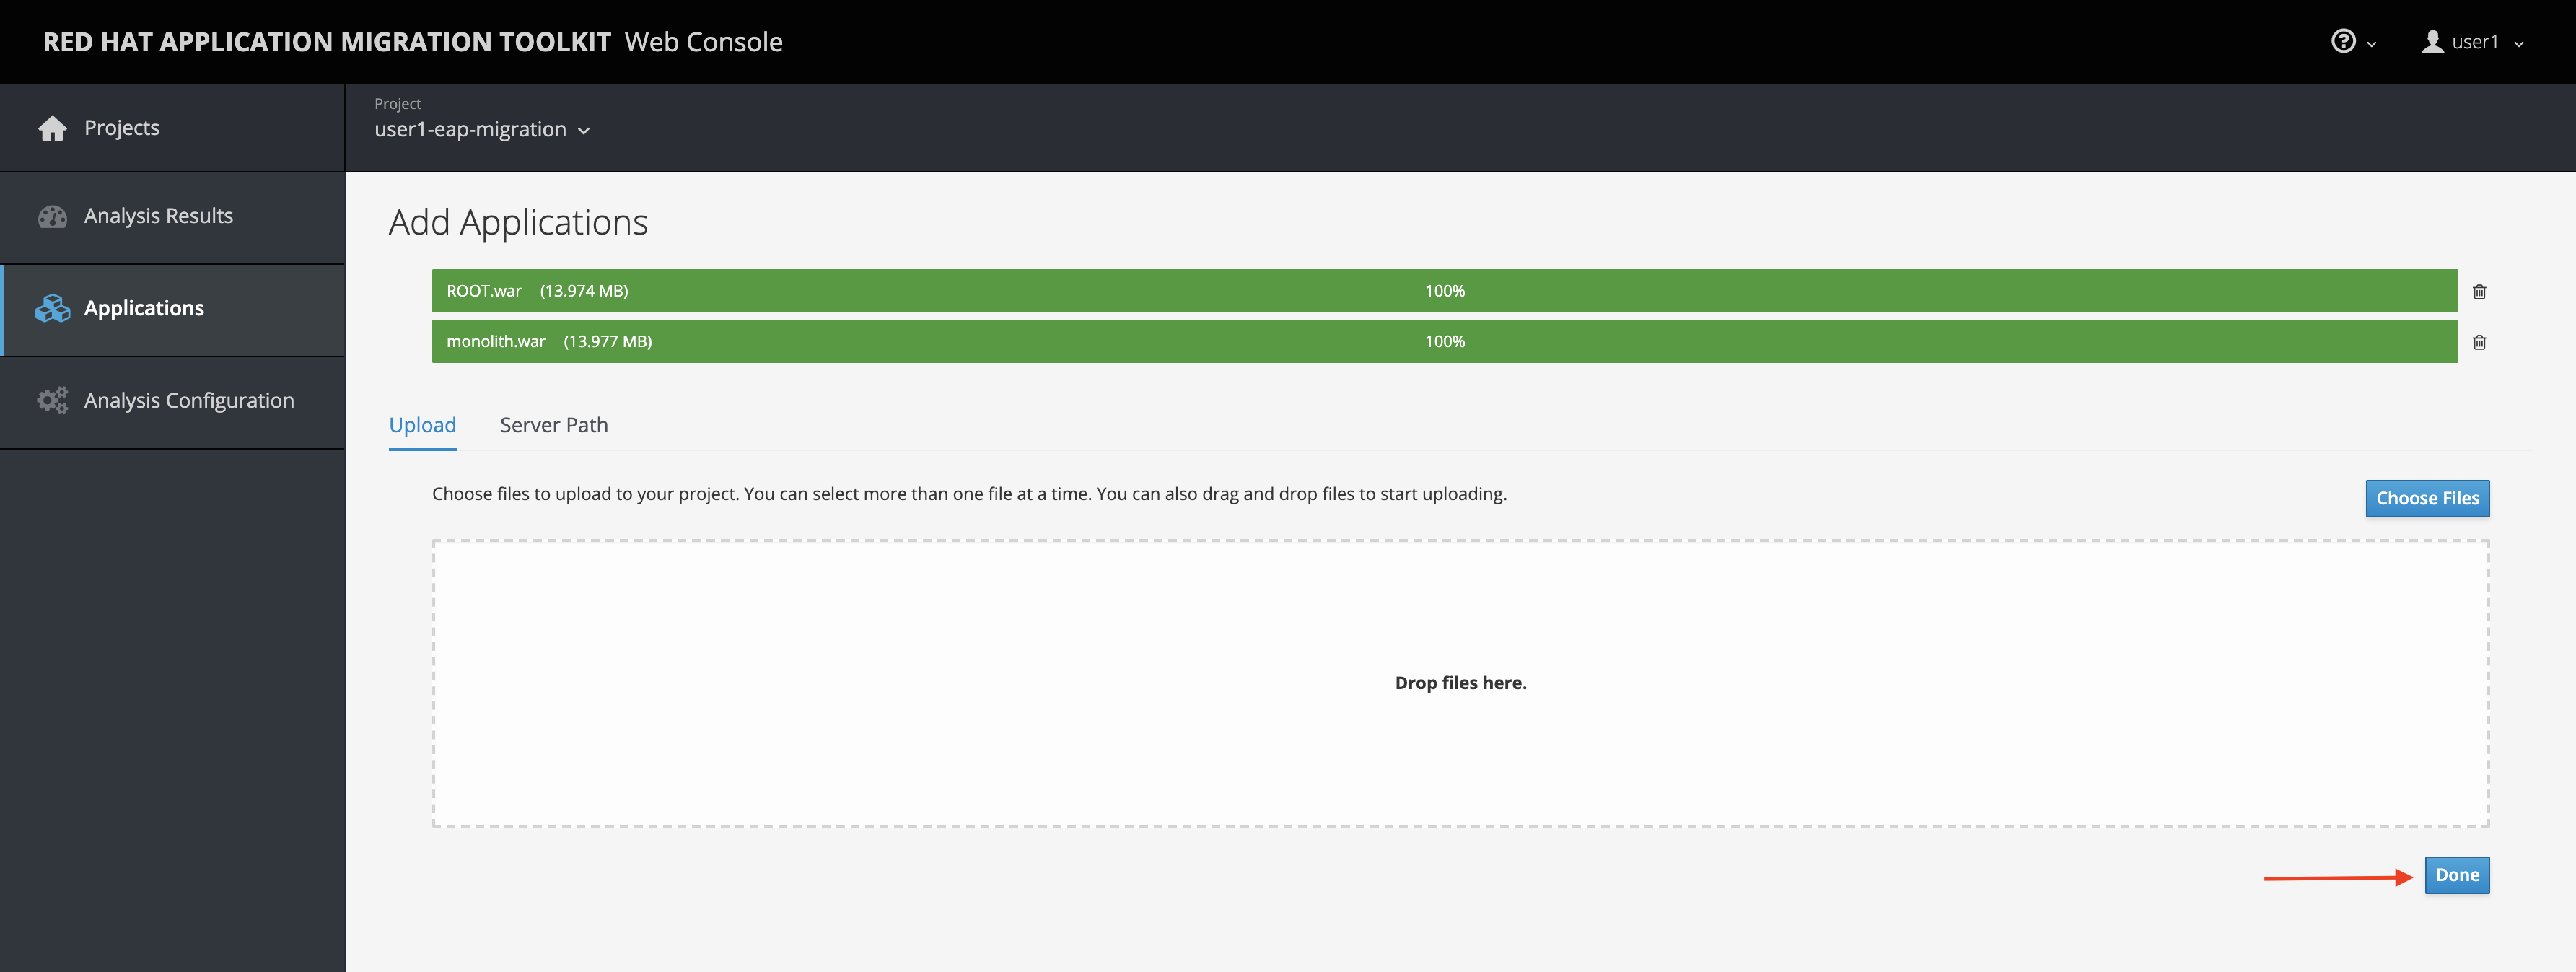 RED HAT APPLICATION MIGRATION TOOLKIT Web Console
user1
Projects
Project
user1-eap-migration
Analysis Results
Applications
Analysis Configuration
Add Applications
ROOT.war (13.974 MB) 100%
monolith.war (13.977 MB) 100%
Upload Server Path
Choose files to upload to your project. You can select more than one file at a time. You can also drag and drop files to start uploading.
Choose Files
Drop files here.
Done